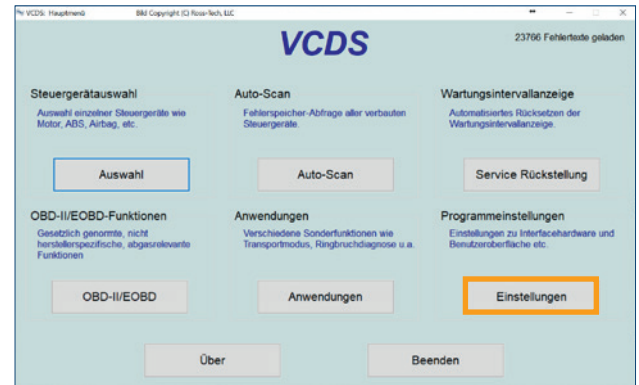 VCDS: Hauptmenü Bild Copyright (C) Ross-Tech, LLC
VCDS
23766 Fehlertexte geladen
Steuergerätauswahl
Auswahl einzelner Steuergeräte wie
Motor, ABS, Airbag, etc.
Auswahl
Auto-Scan
Fehlerspeicher-Abfrage aller verbauten
Steuergeräte.
Auto-Scan
Wartungsintervallanzeige
Automatisiertes Rücksetzen der
Wartungsintervalanzeige.
Service Rückstellung
OBD-II/EOBD-Funktionen
Gesetzlich genormte, nicht
herstellerspezifische, abgasrelevante
Funktionen
OBD-II/EOBD
Anwendungen
Verschiedene Sonderfunktionen wie
Transportmodus, Ringbruchdiagnose u.a.
Anwendungen
Programmeinstellungen
Einstellungen zu Interfacehardware und
Benutzeroberfläche etc.
Einstellungen
Über
Beenden